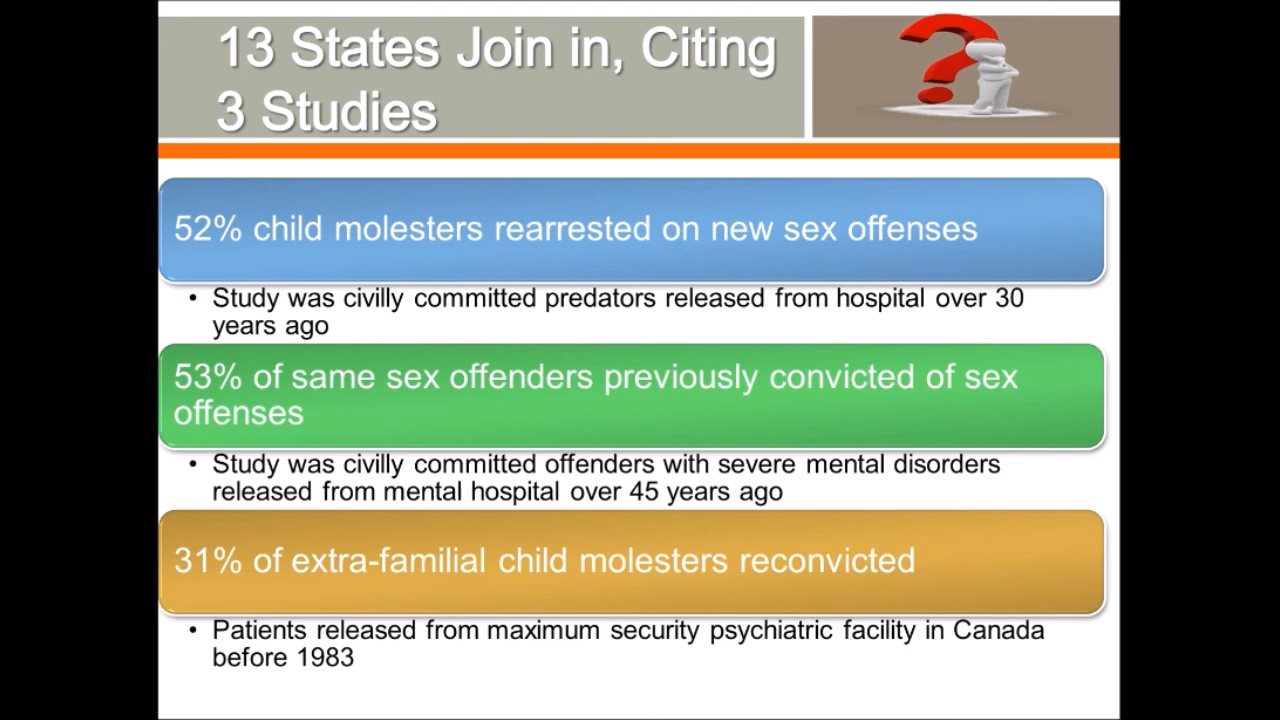 13 States Join in, Citing
3 Studies
52% child molesters rearrested on new sex offenses
• Study was civilly committed predators released from hospital over 30
years ago
53% of same sex offenders previously convicted of sex
offenses
• Study was civilly committed offenders with severe mental disorders
released from mental hospital over 45 years ago
31% of extra-familial child molesters reconvicted
• Patients released from maximum security psychiatric facility in Canada
before 1983